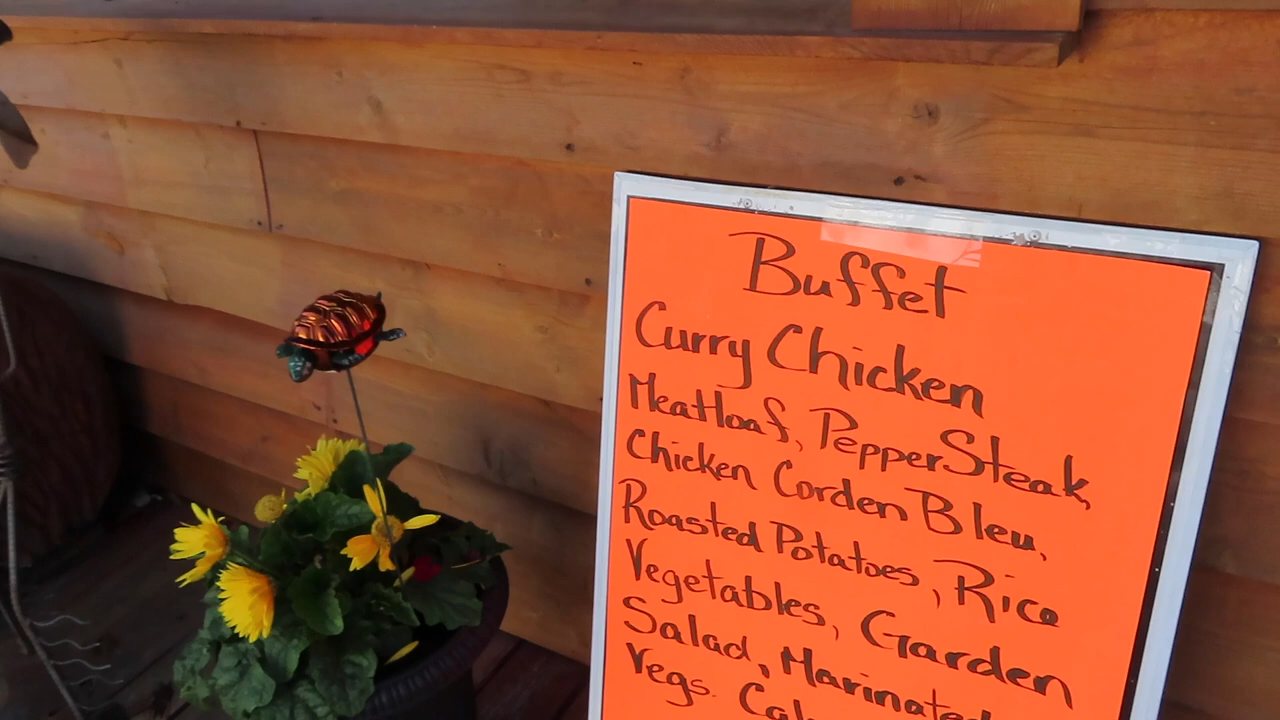 Buffet
Curry Chicken
Meatloaf, Pepper Steak,
Chicken Corden Bleu,
Roasted Potatoes, Rice
Vegetables, Garden
Salad, Marinated
Vegs.